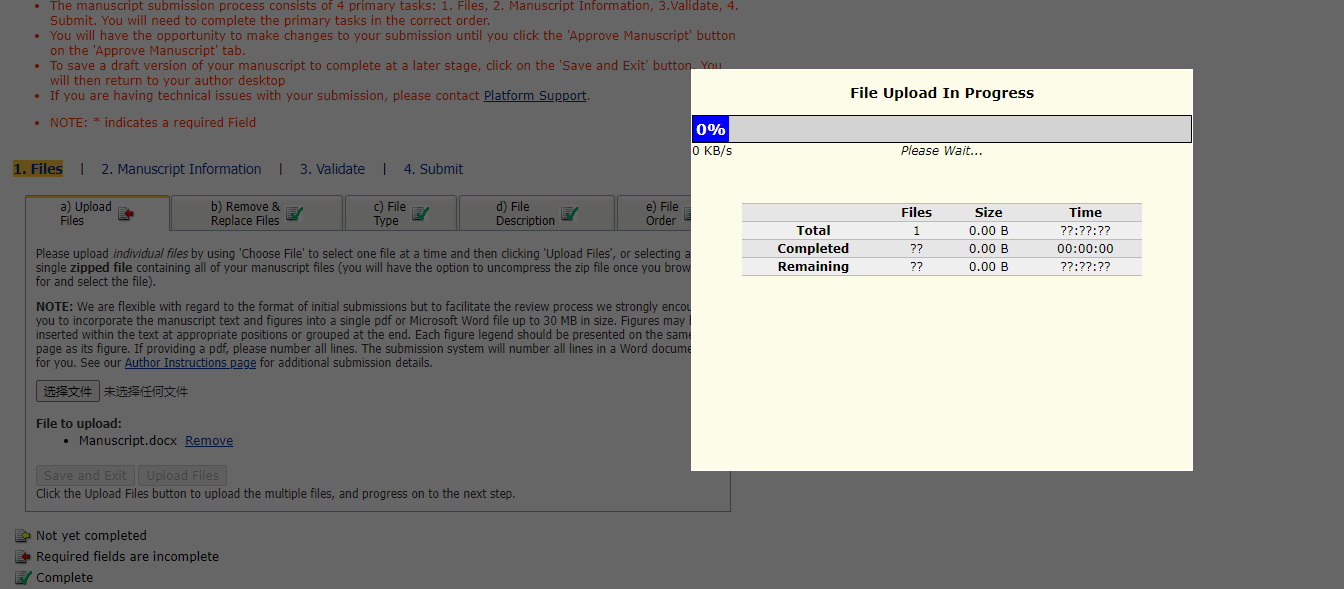 The manuscript submission process consists of 4 primary tasks: 1. Files, 2. Manuscript Information, 3.Validate, 4.
Submit. You will need to complete the primary tasks in the correct order.
You will have the opportunity to make changes to your submission until you click the 'Approve Manuscript' button
on the 'Approve Manuscript' tab.
To save a draft version of your manuscript to complete at a later stage, click on the 'Save and Exit' button. You
will then return to your author desktop
If you are having technical issues with your submission, please contact Platform Support.
NOTE: * indicates a required Field
1. Files | 2. Manuscript Information | 3. Validate | 4. Submit
a) Upload
Files
b) Remove &
Replace Files
c) File
Type
d) File
Description
e) File
Order
Please upload individual files by using 'Choose File' to select one file at a time and then clicking 'Upload Files', or selecting a
single zipped file containing all of your manuscript files (you will have the option to uncompress the zip file once you brow
for and select the file).
NOTE: We are flexible with regard to the format of initial submissions but to facilitate the review process we strongly encou
you to incorporate the manuscript text and figures into a single pdf or Microsoft Word file up to 30 MB in size. Figures may
inserted within the text at appropriate positions or grouped at the end. Each figure legend should be presented on the same
page as its figure. If providing a pdf, please number all lines. The submission system will number all lines in a Word docume
for you. See our Author Instructions page for additional submission details.
选择文件 未选择任何文件
File to upload:
Manuscript.docx Remove
Save and Exit Upload Files
Click the Upload Files button to upload the multiple files, and progress on to the next step.
Not yet completed
Required fields are incomplete
Complete
File Upload In Progress
0%
0 KB/s Please Wait...
Files Size Time
Total 1 0.00 B ??:??:??
Completed ?? 0.00 B 00:00:00
Remaining ?? 0.00 B ??:??:??